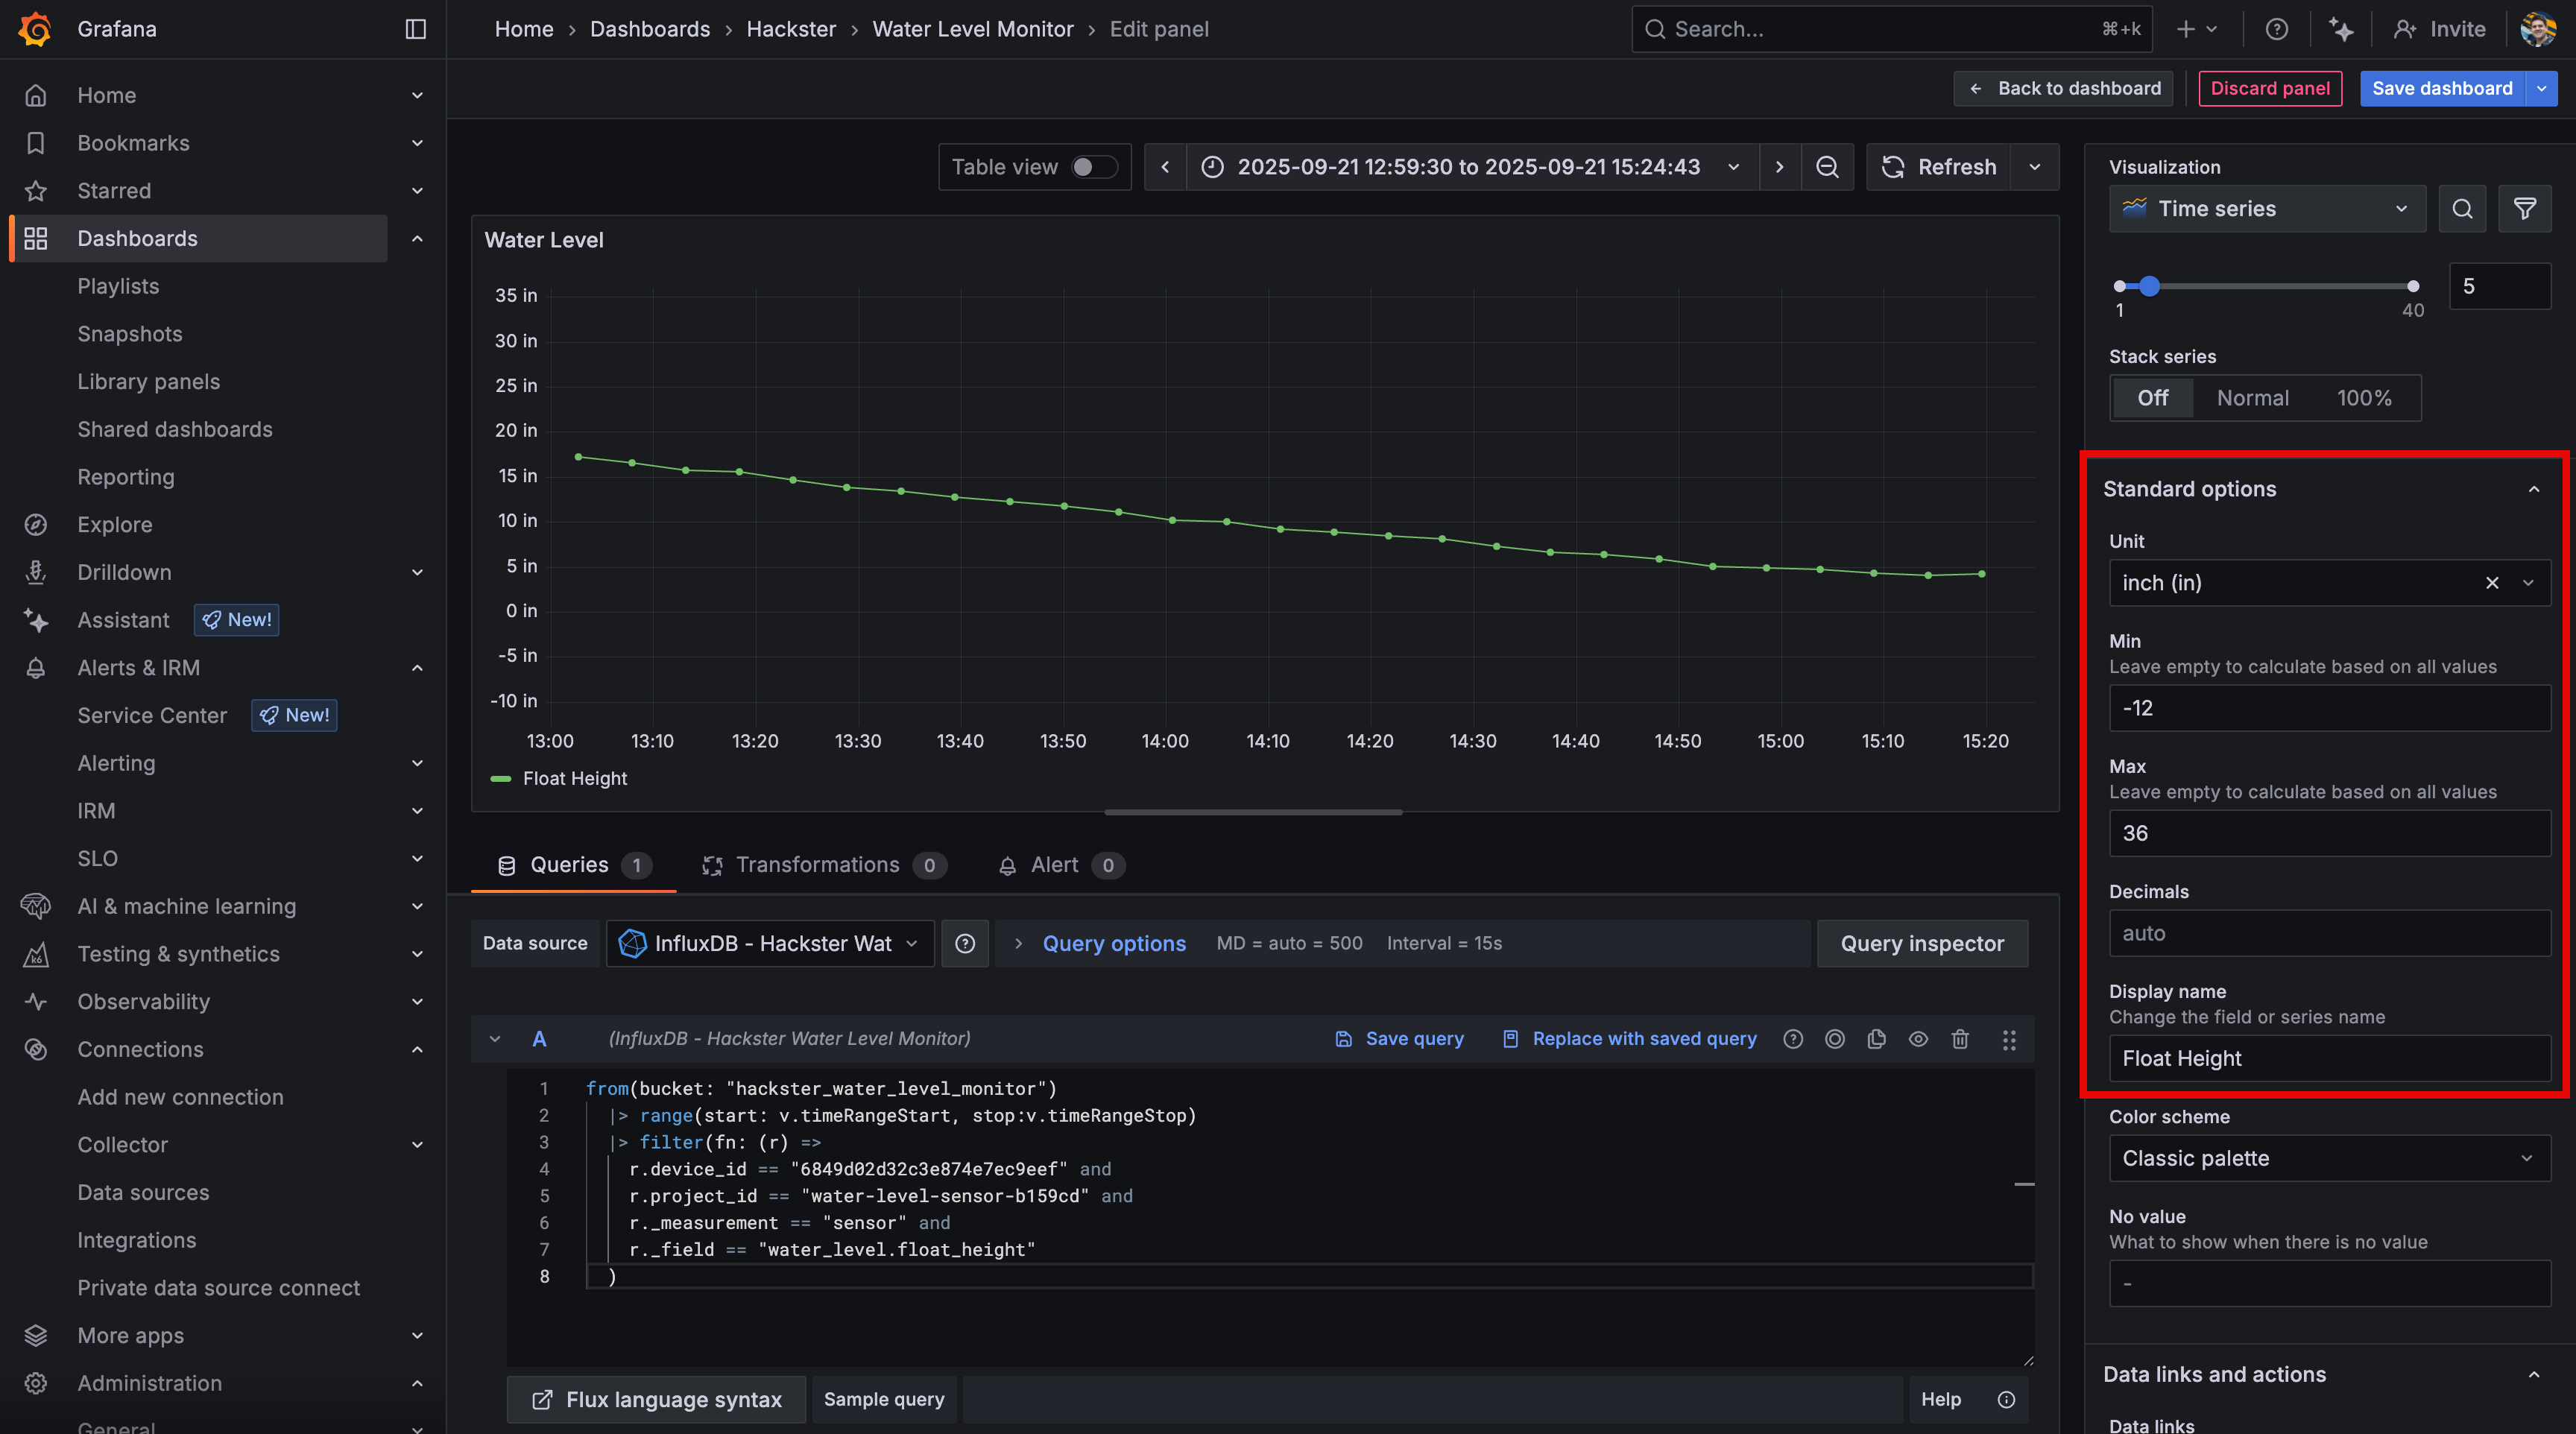 Grafana
Home
Dashboards
Hackster
Water Level Monitor
Edit panel
Search...
⌘+k
Invite
Back to dashboard
Discard panel
Save dashboard
Home
Bookmarks
Starred
Dashboards
Playlists
Snapshots
Library panels
Shared dashboards
Reporting
Explore
Drilldown
Assistant
New!
Alerts & IRM
Service Center
New!
Alerting
IRM
SLO
AI & machine learning
Testing & synthetics
Observability
Connections
Add new connection
Collector
Data sources
Integrations
Private data source connect
More apps
Administration
General
Table view
2025-09-21 12:59:30 to 2025-09-21 15:24:43
Refresh
Water Level
35 in
30 in
25 in
20 in
15 in
10 in
5 in
0 in
-5 in
-10 in
13:00 13:10 13:20 13:30 13:40 13:50 14:00 14:10 14:20 14:30 14:40 14:50 15:00 15:10 15:20
Float Height
Queries 1
Transformations 0
Alert 0
Data source
InfluxDB - Hackster Wat
Query options
MD = auto = 500
Interval = 15s
Query inspector
A
(InfluxDB - Hackster Water Level Monitor)
Save query
Replace with saved query
1 from(bucket: "hackster_water_level_monitor")
2 |> range(start: v.timeRangeStart, stop:v.timeRangeStop)
3 |> filter(fn: (r) =>
4 r.device_id == "6849d02d32c3e874e7ec9eef" and
5 r.project_id == "water-level-sensor-b159cd" and
6 r._measurement == "sensor" and
7 r._field == "water_level.float_height"
8 )
Flux language syntax
Sample query
Help
Visualization
Time series
1
40
5
Stack series
Off
Normal
100%
Standard options
Unit
inch (in)
Min
Leave empty to calculate based on all values
-12
Max
Leave empty to calculate based on all values
36
Decimals
auto
Display name
Change the field or series name
Float Height
Color scheme
Classic palette
No value
What to show when there is no value
-
Data links and actions
Data links